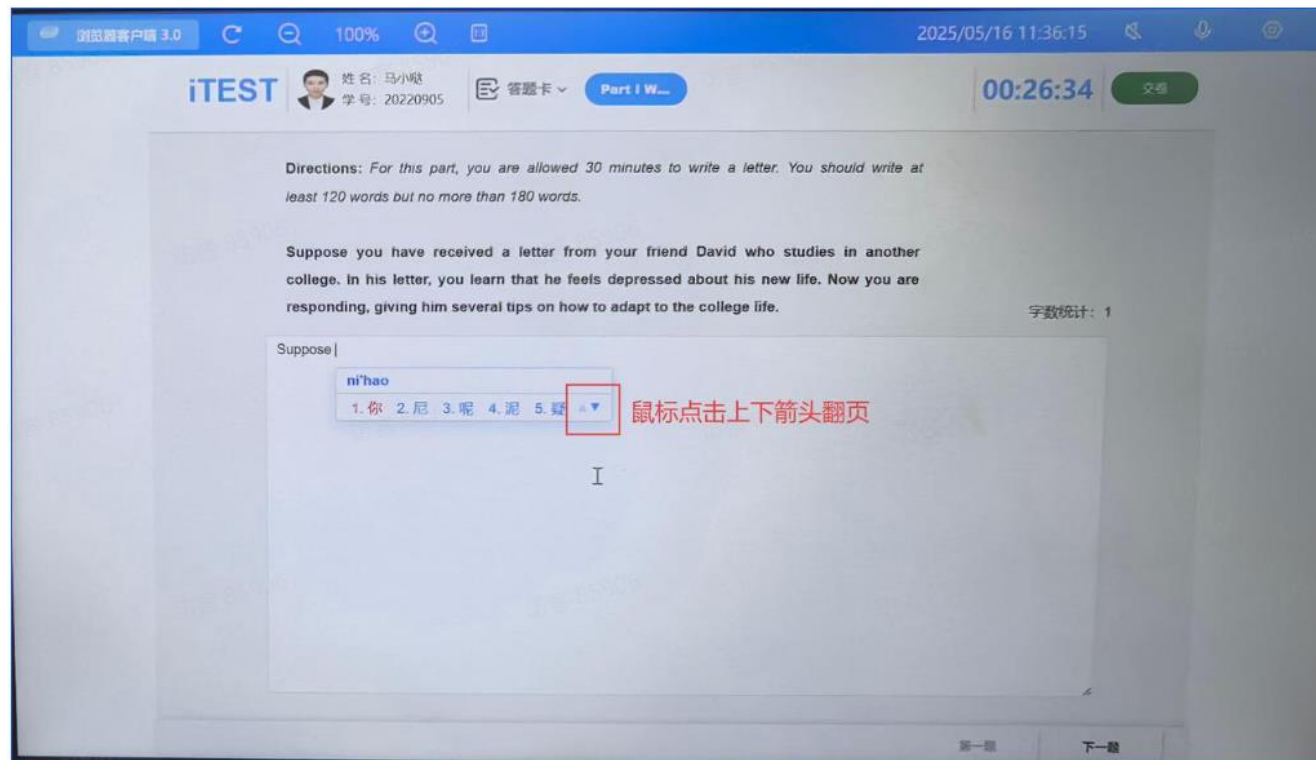 浏览器客户端 3.0
100%
1:1
2025/05/16 11:36:15
iTEST
姓名: 马小哒
学号: 20220905
答题卡
Part I W...
00:26:34
交卷
Directions: For this part, you are allowed 30 minutes to write a letter. You should write at
least 120 words but no more than 180 words.
Suppose you have received a letter from your friend David who studies in another
college. In his letter, you learn that he feels depressed about his new life. Now you are
responding, giving him several tips on how to adapt to the college life.
字数统计: 1
Suppose
ni'hao
1. 你 2. 尼 3. 呢 4. 泥 5. 疑
鼠标点击上下箭头翻页
下一题